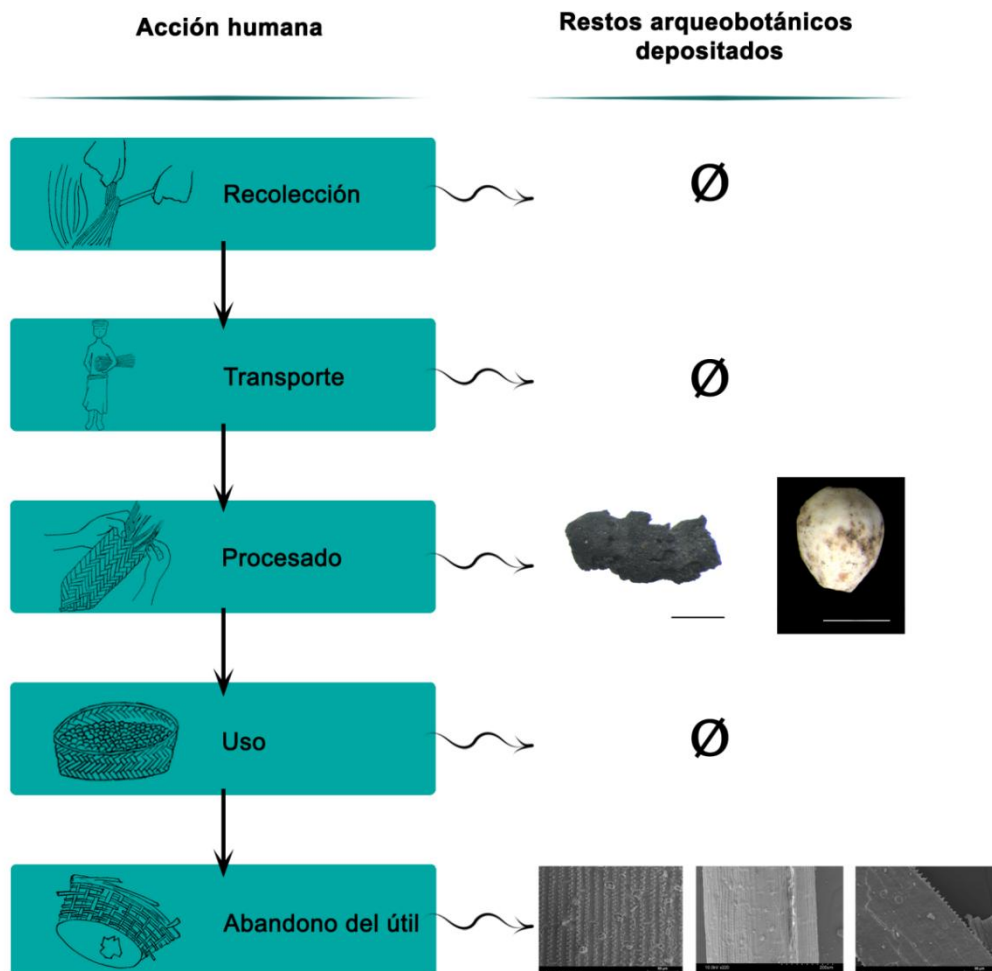 Acción humana
Restos arqueobotánicos
depositados
Recolección
Ø
Transporte
Ø
Procesado
Uso
Ø
Abandono del útil